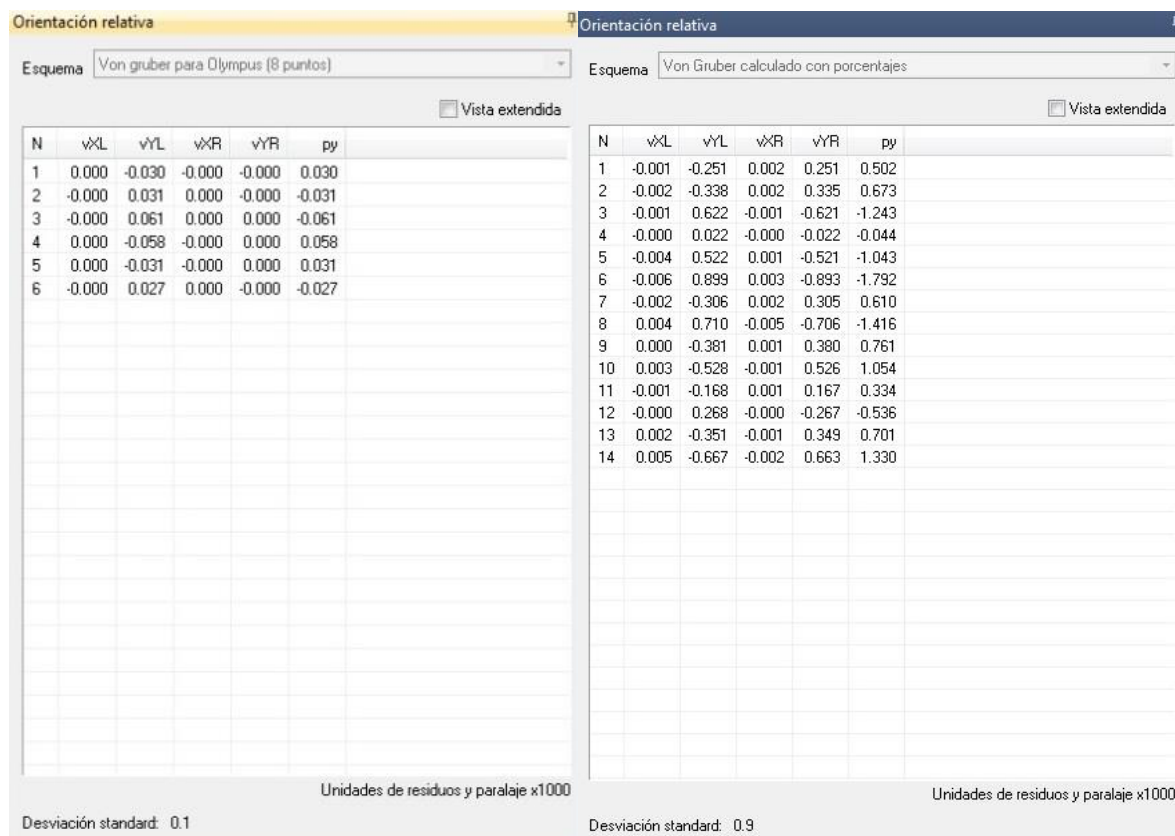 Orientación relativa
Esquema Von gruber para Olympus (8 puntos)
Vista extendida
N vXL vYL vXR vYR py
1 0.000 -0.030 -0.000 -0.000 0.030
2 -0.000 0.031 0.000 -0.000 -0.031
3 -0.000 0.061 0.000 0.000 -0.061
4 0.000 -0.058 -0.000 0.000 0.058
5 0.000 -0.031 -0.000 0.000 0.031
6 -0.000 0.027 0.000 -0.000 -0.027
Unidades de residuos y paralaje x1000
Desviación standard: 0.1
Orientación relativa
Esquema Von Gruber calculado con porcentajes
Vista extendida
N vXL vYL vXR vYR py
1 -0.001 -0.251 0.002 0.251 0.502
2 -0.002 -0.338 0.002 0.335 0.673
3 -0.001 0.622 -0.001 -0.621 -1.243
4 -0.000 0.022 -0.000 -0.022 -0.044
5 -0.004 0.522 0.001 -0.521 -1.043
6 -0.006 0.899 0.003 -0.893 -1.792
7 -0.002 -0.306 0.002 0.305 0.610
8 0.004 0.710 -0.005 -0.706 -1.416
9 0.000 -0.381 0.001 0.380 0.761
10 0.003 -0.528 -0.001 0.526 1.054
11 -0.001 -0.168 0.001 0.167 0.334
12 -0.000 0.268 -0.000 -0.267 -0.536
13 0.002 -0.351 -0.001 0.349 0.701
14 0.005 -0.667 -0.002 0.663 1.330
Unidades de residuos y paralaje x1000
Desviación standard: 0.9